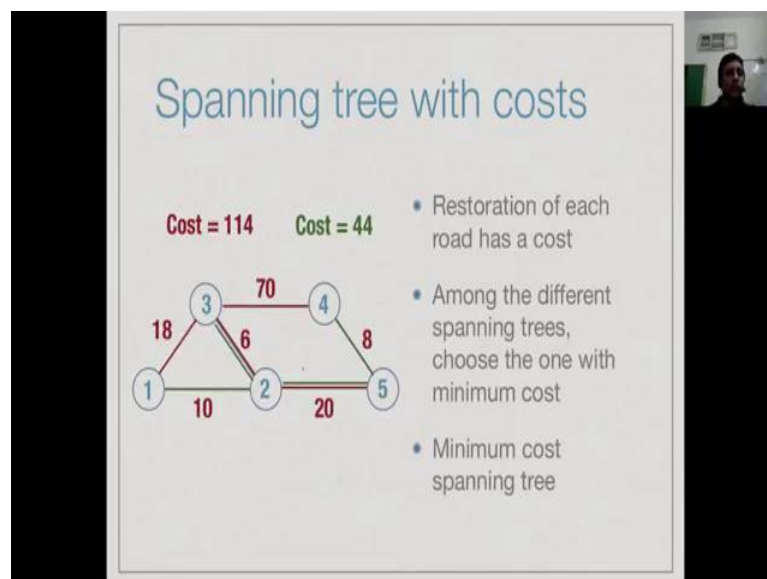 Spanning tree with costs
Cost = 114
Cost = 44
70
3
4
18
6
8
1
2
5
10
20
• Restoration of each
road has a cost
• Among the different
spanning trees,
choose the one with
minimum cost
• Minimum cost
spanning tree